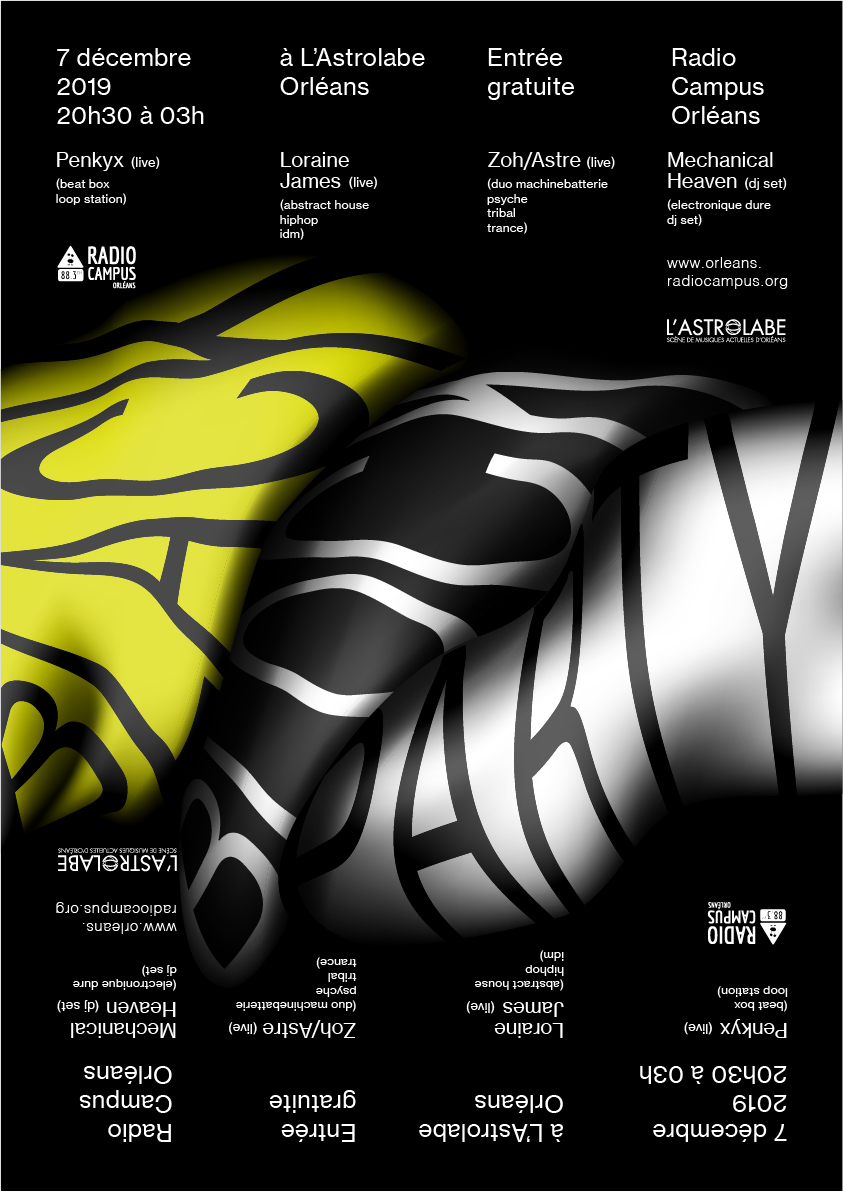 7 décembre
2019
20h30 à 03h
à L'Astrolabe
Orléans
Entrée
gratuite
Radio
Campus
Orléans
Penkyx (live)
(beat box
loop station)
Loraine
James (live)
(abstract house
hiphop
idm)
Zoh/Astre (live)
(duo machinebatterie
psyche
tribal
trance)
Mechanical
Heaven (dj set)
(electronique dure
dj set)
RADIO
CAMPUS
ORLÉANS
88.3FM
www.orleans.
radiocampus.org
L'ASTROLABE
SCÈNE DE MUSIQUES ACTUELLES D'ORLÉANS
BLACK
BLOCK
PARTY
7 décembre
2019
20h30 à 03h
à L'Astrolabe
Orléans
Entrée
gratuite
Radio
Campus
Orléans
Penkyx (live)
(beat box
loop station)
Loraine
James (live)
(abstract house
hiphop
idm)
Zoh/Astre (live)
(duo machinebatterie
psyche
tribal
trance)
Mechanical
Heaven (dj set)
(electronique dure
dj set)
RADIO
CAMPUS
ORLÉANS
88.3FM
www.orleans.
radiocampus.org
L'ASTROLABE
SCÈNE DE MUSIQUES ACTUELLES D'ORLÉANS